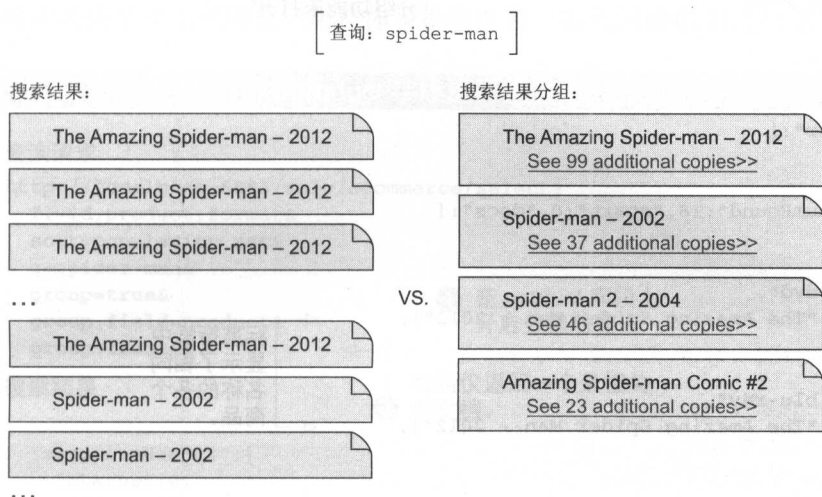 查询: spider-man
搜索结果:
The Amazing Spider-man – 2012
The Amazing Spider-man – 2012
The Amazing Spider-man – 2012
...
The Amazing Spider-man – 2012
Spider-man – 2002
Spider-man – 2002
...
VS.
搜索结果分组:
The Amazing Spider-man – 2012
See 99 additional copies>>
Spider-man – 2002
See 37 additional copies>>
Spider-man 2 – 2004
See 46 additional copies>>
Amazing Spider-man Comic #2
See 23 additional copies>>